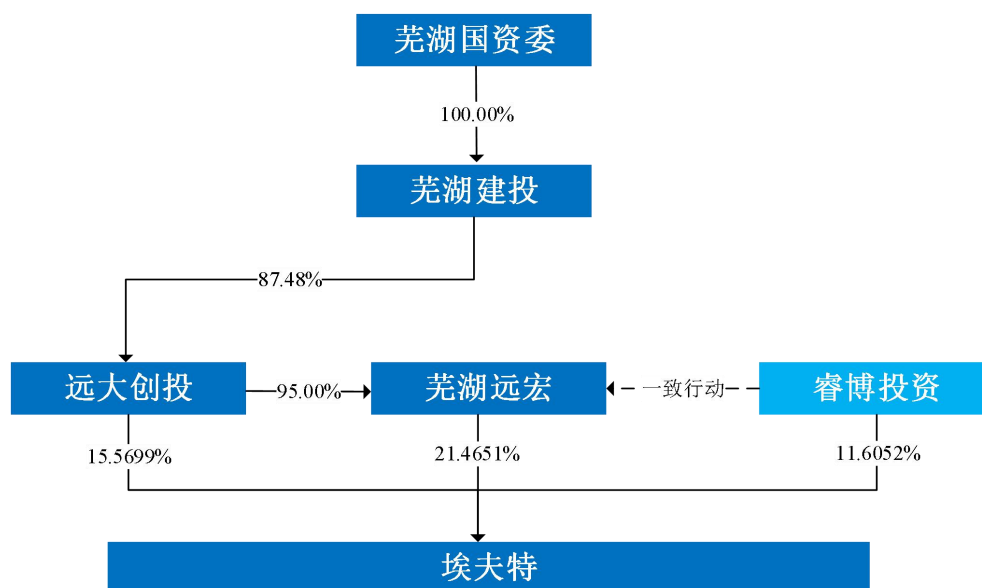 芜湖国资委
100.00%
芜湖建投
87.48%
远大创投
95.00%
芜湖远宏
一致行动
睿博投资
15.5699%
21.4651%
11.6052%
埃夫特